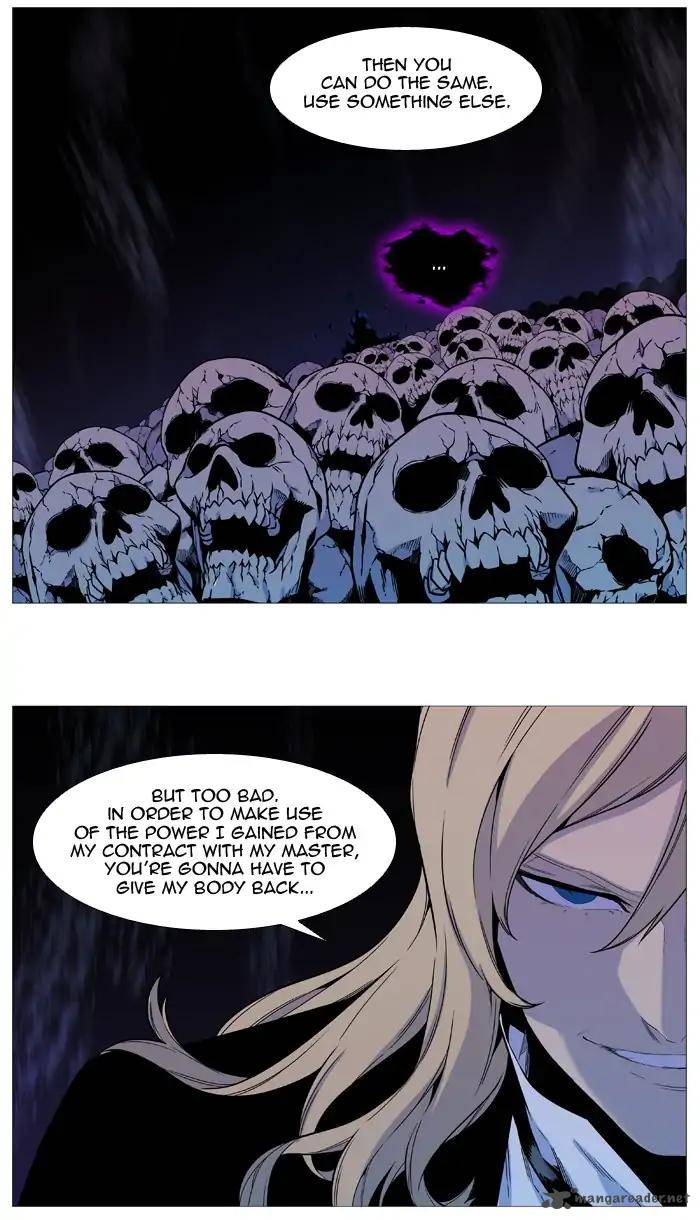 THEN YOU
CAN DO THE SAME.
USE SOMETHING ELSE.
...
BUT TOO BAD.
IN ORDER TO MAKE USE
OF THE POWER I GAINED FROM
MY CONTRACT WITH MY MASTER,
YOU'RE GONNA HAVE TO
GIVE MY BODY BACK...
mangareader.net